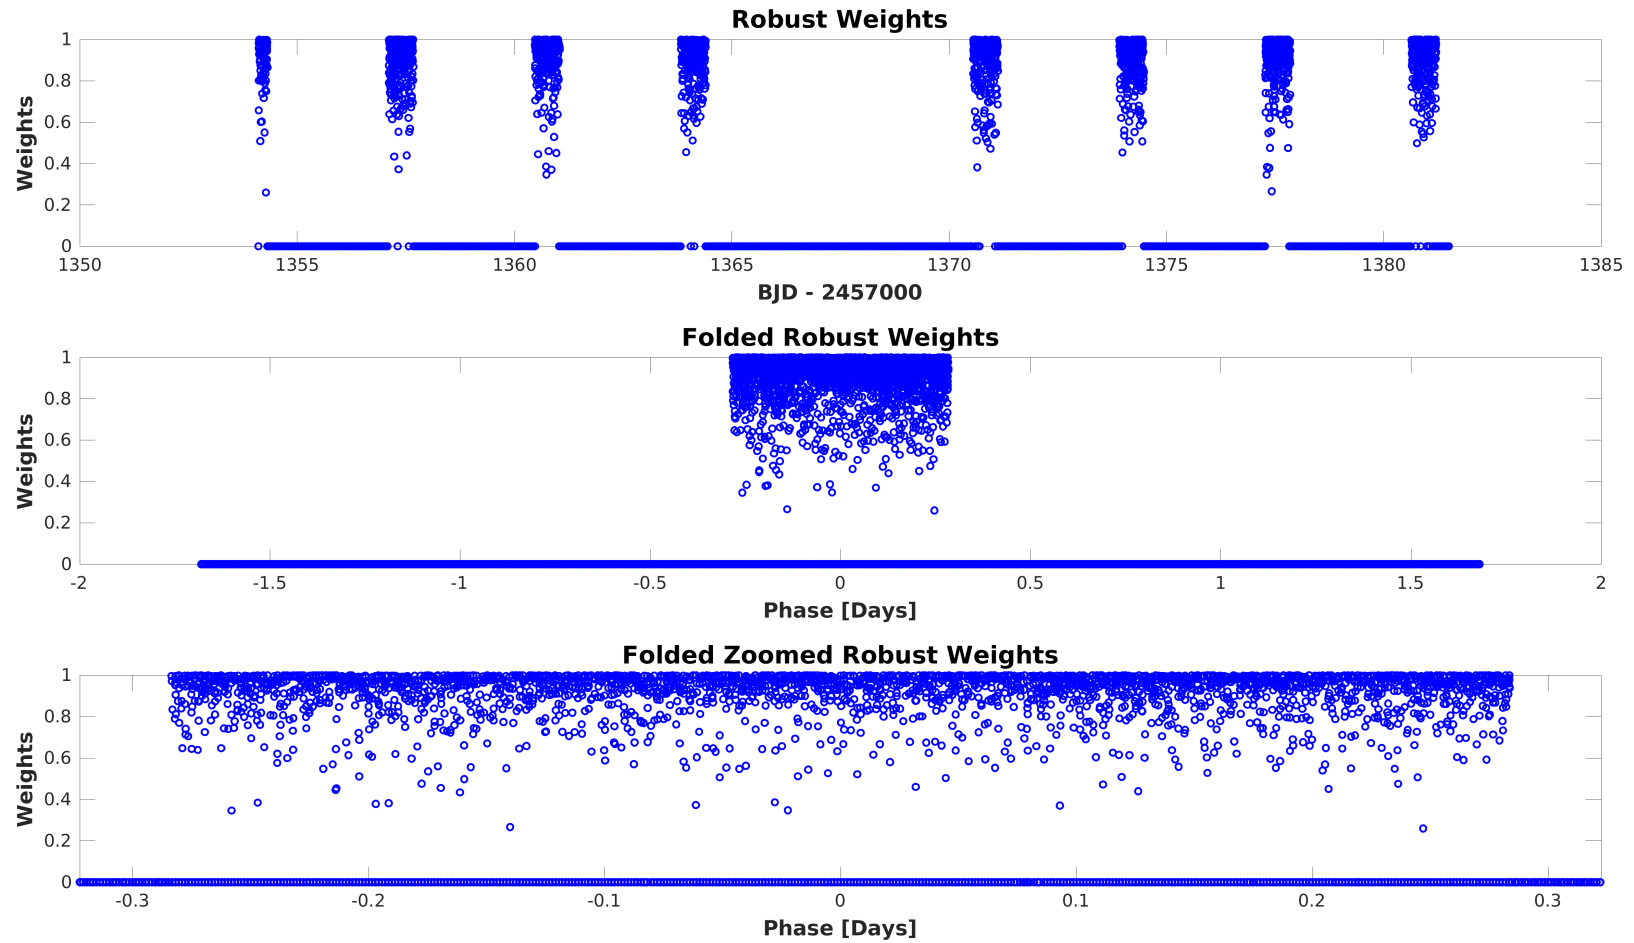 Robust Weights
Weights
1
0.8
0.6
0.4
0.2
0
1350 1355 1360 1365 1370 1375 1380 1385
BJD - 2457000
Folded Robust Weights
Weights
1
0.8
0.6
0.4
0.2
0
-2 -1.5 -1 -0.5 0 0.5 1 1.5 2
Phase [Days]
Folded Zoomed Robust Weights
Weights
1
0.8
0.6
0.4
0.2
0
-0.3 -0.2 -0.1 0 0.1 0.2 0.3
Phase [Days]